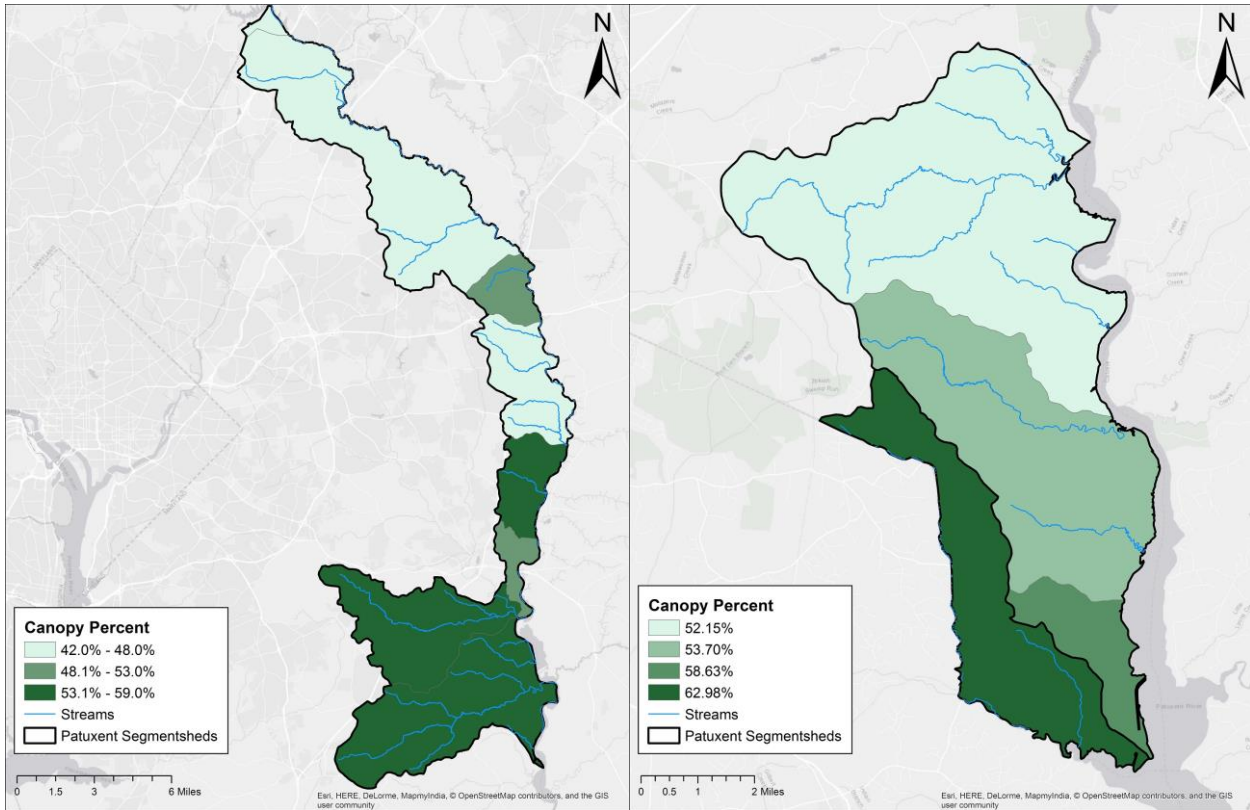 N
Canopy Percent
42.0% - 48.0%
48.1% - 53.0%
53.1% - 59.0%
Streams
Patuxent Segmentsheds
0 1.5 3 6 Miles
Esri, HERE, DeLorme, MapmyIndia, © OpenStreetMap contributors, and the GIS
user community
N
Canopy Percent
52.15%
53.70%
58.63%
62.98%
Streams
Patuxent Segmentsheds
Patuxent River
0 0.5 1 2 Miles
Esri, HERE, DeLorme, MapmyIndia, © OpenStreetMap contributors, and the GIS
user community